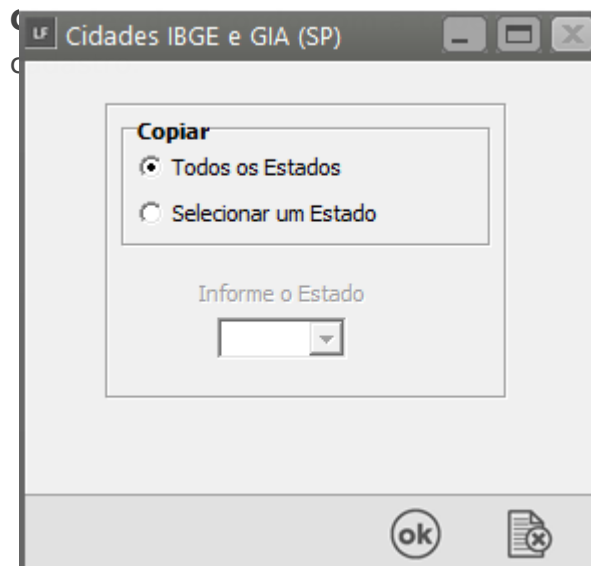 LF Cidades IBGE e GIA (SP)
Copiar
Todos os Estados
Selecionar um Estado
Informe o Estado
ok